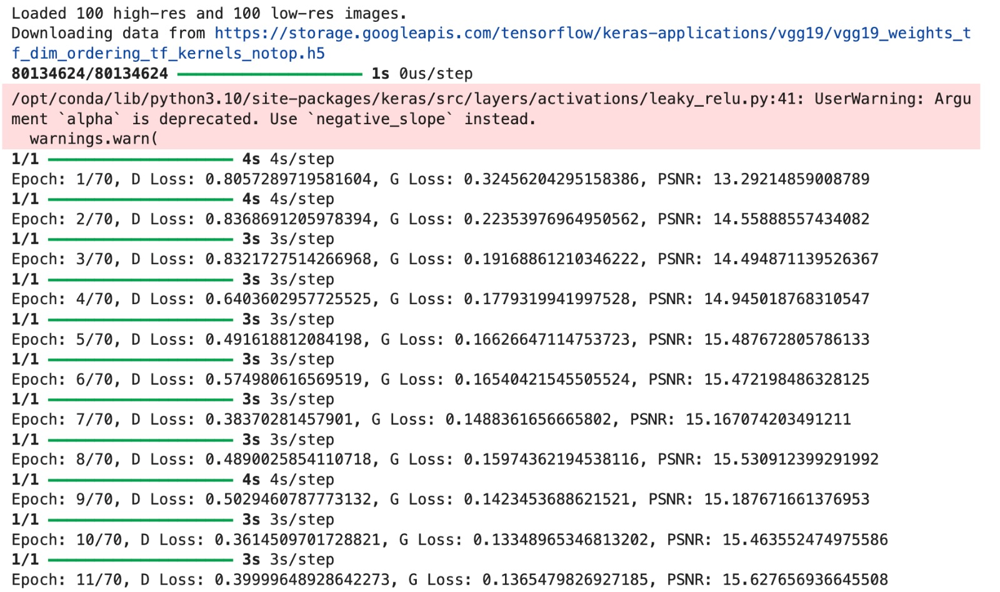 Loaded 100 high-res and 100 low-res images.
Downloading data from https://storage.googleapis.com/tensorflow/keras-applications/vgg19/vgg19_weights_t
f_dim_ordering_tf_kernels_notop.h5
80134624/80134624 ━━━━━━━━━━━━━━━━━━━━ 1s 0us/step
/opt/conda/lib/python3.10/site-packages/keras/src/layers/activations/leaky_relu.py:41: UserWarning: Argu
ment `alpha` is deprecated. Use `negative_slope` instead.
  warnings.warn(
1/1 ━━━━━━━━━━━━━━━━━━━━ 4s 4s/step
Epoch: 1/70, D Loss: 0.8057289719581604, G Loss: 0.32456204295158386, PSNR: 13.29214859008789
1/1 ━━━━━━━━━━━━━━━━━━━━ 4s 4s/step
Epoch: 2/70, D Loss: 0.8368691205978394, G Loss: 0.22353976964950562, PSNR: 14.55888557434082
1/1 ━━━━━━━━━━━━━━━━━━━━ 3s 3s/step
Epoch: 3/70, D Loss: 0.8321727514266968, G Loss: 0.19168861210346222, PSNR: 14.494871139526367
1/1 ━━━━━━━━━━━━━━━━━━━━ 3s 3s/step
Epoch: 4/70, D Loss: 0.6403602957725525, G Loss: 0.1779319941997528, PSNR: 14.945018768310547
1/1 ━━━━━━━━━━━━━━━━━━━━ 3s 3s/step
Epoch: 5/70, D Loss: 0.491618812084198, G Loss: 0.16626647114753723, PSNR: 15.487672805786133
1/1 ━━━━━━━━━━━━━━━━━━━━ 3s 3s/step
Epoch: 6/70, D Loss: 0.574980616569519, G Loss: 0.16540421545505524, PSNR: 15.472198486328125
1/1 ━━━━━━━━━━━━━━━━━━━━ 3s 3s/step
Epoch: 7/70, D Loss: 0.38370281457901, G Loss: 0.1488361656665802, PSNR: 15.167074203491211
1/1 ━━━━━━━━━━━━━━━━━━━━ 3s 3s/step
Epoch: 8/70, D Loss: 0.4890025854110718, G Loss: 0.15974362194538116, PSNR: 15.530912399291992
1/1 ━━━━━━━━━━━━━━━━━━━━ 4s 4s/step
Epoch: 9/70, D Loss: 0.5029460787773132, G Loss: 0.1423453688621521, PSNR: 15.187671661376953
1/1 ━━━━━━━━━━━━━━━━━━━━ 3s 3s/step
Epoch: 10/70, D Loss: 0.3614509701728821, G Loss: 0.13348965346813202, PSNR: 15.463552474975586
1/1 ━━━━━━━━━━━━━━━━━━━━ 3s 3s/step
Epoch: 11/70, D Loss: 0.39999648928642273, G Loss: 0.1365479826927185, PSNR: 15.627656936645508